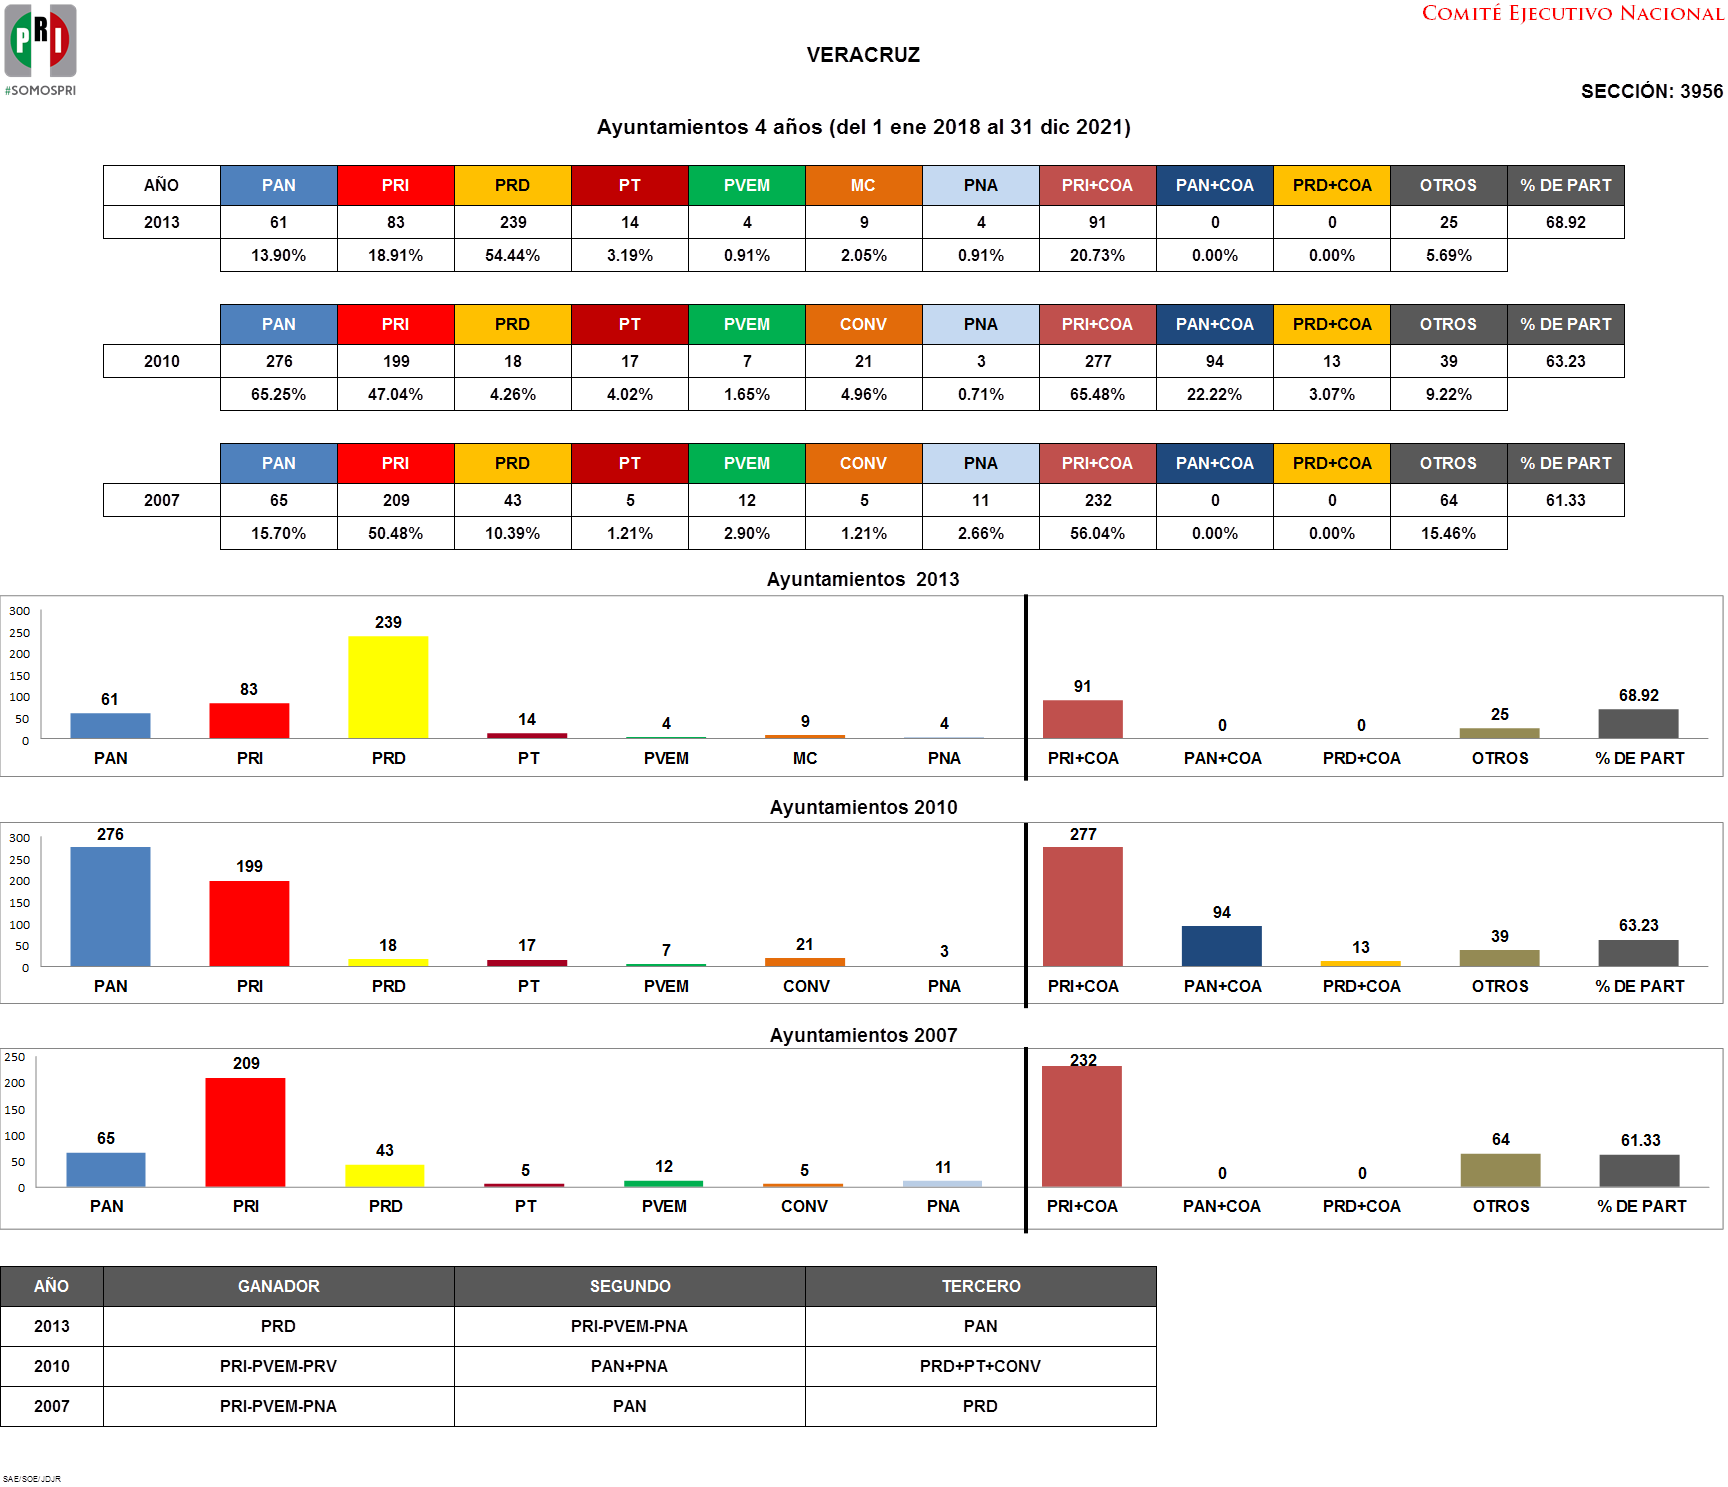 PRI
#SOMOSPRI
COMITÉ EJECUTIVO NACIONAL
VERACRUZ
SECCIÓN: 3956
Ayuntamientos 4 años (del 1 ene 2018 al 31 dic 2021)
AÑO PAN PRI PRD PT PVEM MC PNA PRI+COA PAN+COA PRD+COA OTROS % DE PART
2013 61 83 239 14 4 9 4 91 0 0 25 68.92
13.90% 18.91% 54.44% 3.19% 0.91% 2.05% 0.91% 20.73% 0.00% 0.00% 5.69%
PAN PRI PRD PT PVEM CONV PNA PRI+COA PAN+COA PRD+COA OTROS % DE PART
2010 276 199 18 17 7 21 3 277 94 13 39 63.23
65.25% 47.04% 4.26% 4.02% 1.65% 4.96% 0.71% 65.48% 22.22% 3.07% 9.22%
PAN PRI PRD PT PVEM CONV PNA PRI+COA PAN+COA PRD+COA OTROS % DE PART
2007 65 209 43 5 12 5 11 232 0 0 64 61.33
15.70% 50.48% 10.39% 1.21% 2.90% 1.21% 2.66% 56.04% 0.00% 0.00% 15.46%
Ayuntamientos 2013
300
250
200
150
100
50
0
61 83 239 14 4 9 4 91 0 0 25 68.92
PAN PRI PRD PT PVEM MC PNA PRI+COA PAN+COA PRD+COA OTROS % DE PART
Ayuntamientos 2010
300
250
200
150
100
50
0
276 199 18 17 7 21 3 277 94 13 39 63.23
PAN PRI PRD PT PVEM CONV PNA PRI+COA PAN+COA PRD+COA OTROS % DE PART
Ayuntamientos 2007
250
200
150
100
50
0
65 209 43 5 12 5 11 232 0 0 64 61.33
PAN PRI PRD PT PVEM CONV PNA PRI+COA PAN+COA PRD+COA OTROS % DE PART
AÑO GANADOR SEGUNDO TERCERO
2013 PRD PRI-PVEM-PNA PAN
2010 PRI-PVEM-PRV PAN+PNA PRD+PT+CONV
2007 PRI-PVEM-PNA PAN PRD
SAE/SOE/JDJR